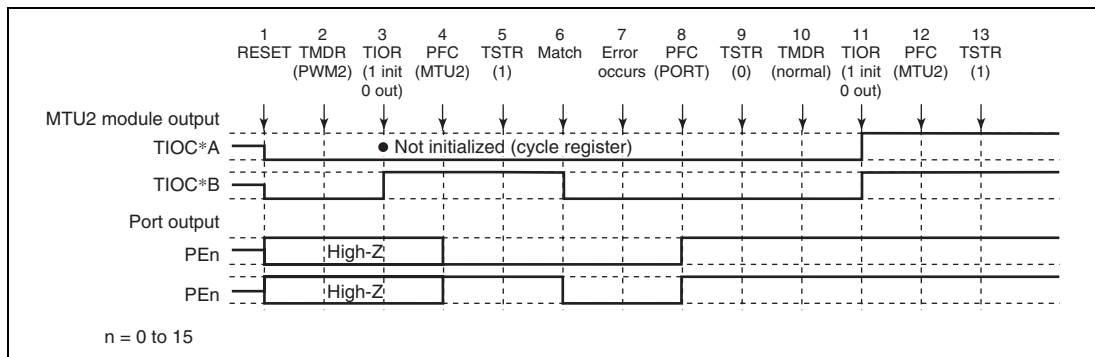 1 2 3 4 5 6 7 8 9 10 11 12 13
RESET TMDR TIOR PFC TSTR Match Error PFC TSTR TMDR TIOR PFC TSTR
(PWM2) (1 init (MTU2) (1) occurs (PORT) (0) (normal) (1 init (MTU2) (1)
0 out) 0 out)
MTU2 module output
TIOC*A
● Not initialized (cycle register)
TIOC*B
Port output
PEn
High-Z
PEn
High-Z
n = 0 to 15